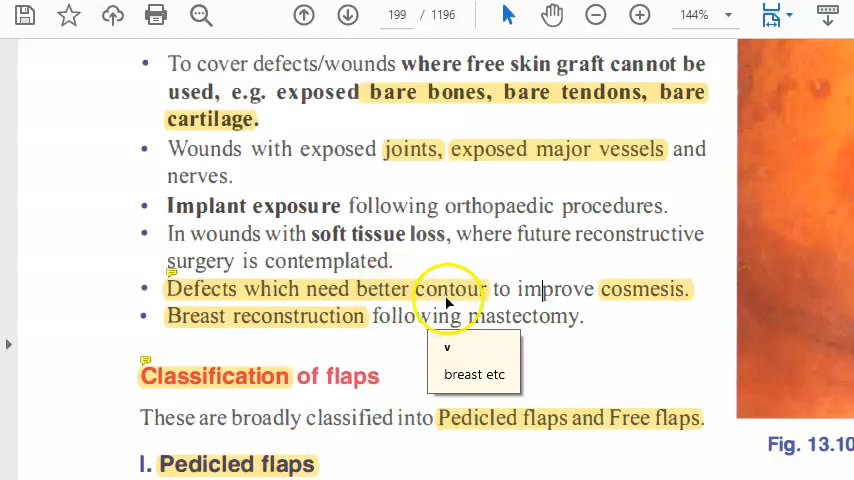 199 / 1196 144%
• To cover defects/wounds where free skin graft cannot be
used, e.g. exposed bare bones, bare tendons, bare
cartilage.
• Wounds with exposed joints, exposed major vessels and
nerves.
• Implant exposure following orthopaedic procedures.
• In wounds with soft tissue loss, where future reconstructive
surgery is contemplated.
• Defects which need better contour to improve cosmesis.
• Breast reconstruction following mastectomy.
v
breast etc
Classification of flaps
These are broadly classified into Pedicled flaps and Free flaps.
I. Pedicled flaps
Fig. 13.10